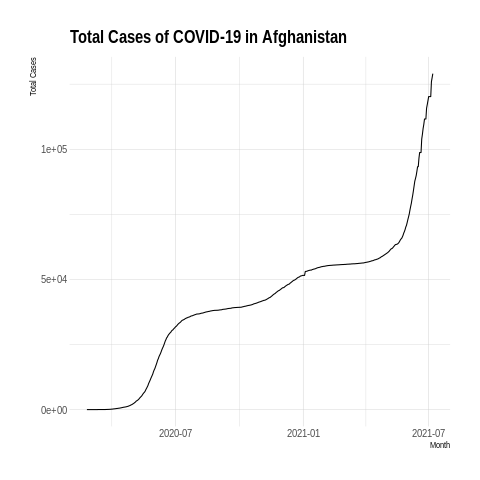 Total Cases of COVID-19 in Afghanistan
Total Cases
1e+05
5e+04
0e+00
2020-07 2021-01 2021-07
Month